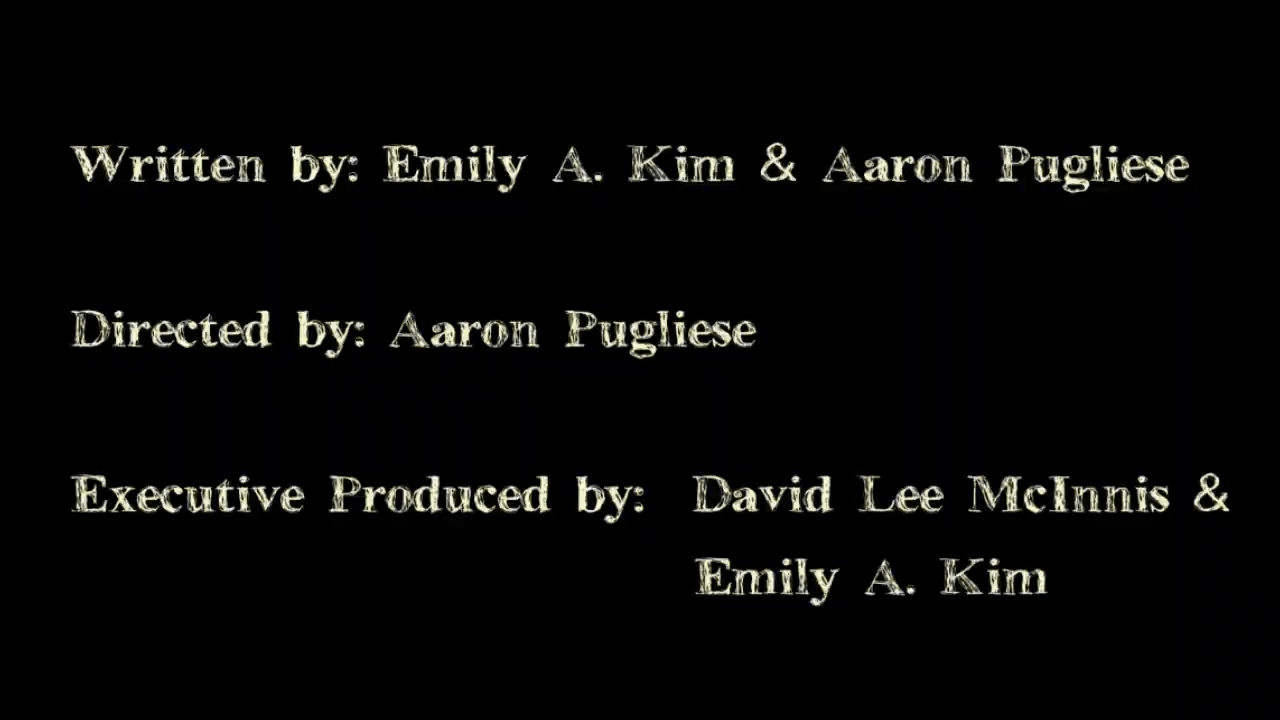 Written by: Emily A. Kim & Aaron Pugliese
Directed by: Aaron Pugliese
Executive Produced by: David Lee McInnis &
Emily A. Kim